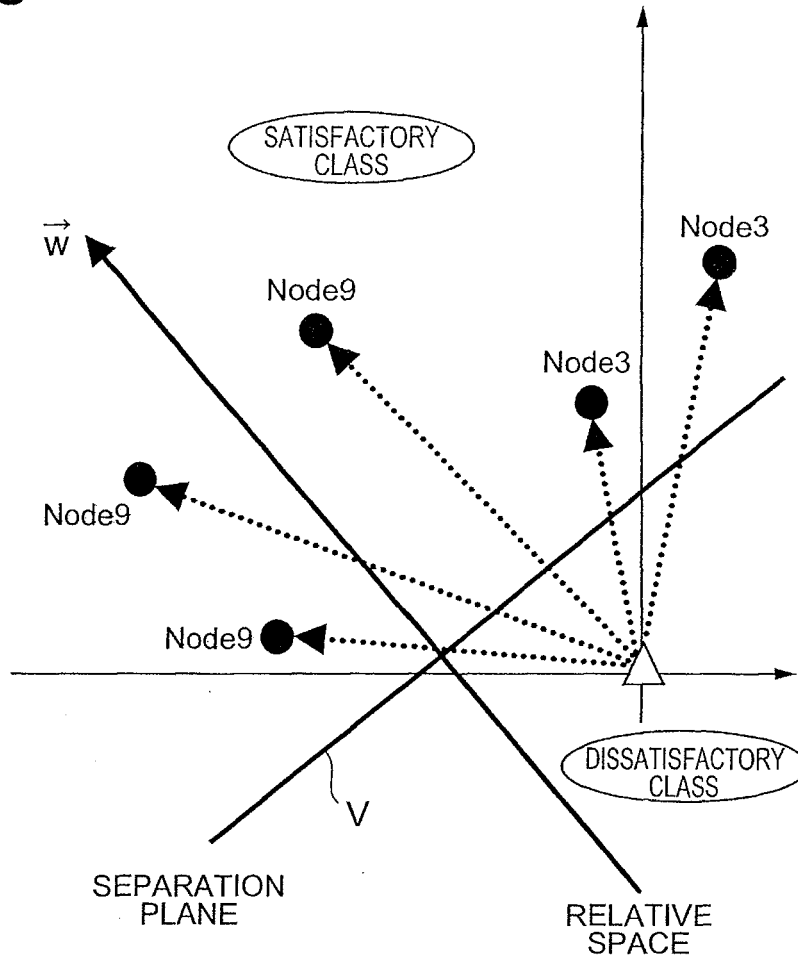 SATISFACTORY
CLASS
Node3
w
Node9
Node3
Node9
Node9
DISSATISFACTORY
CLASS
V
SEPARATION
PLANE
RELATIVE
SPACE